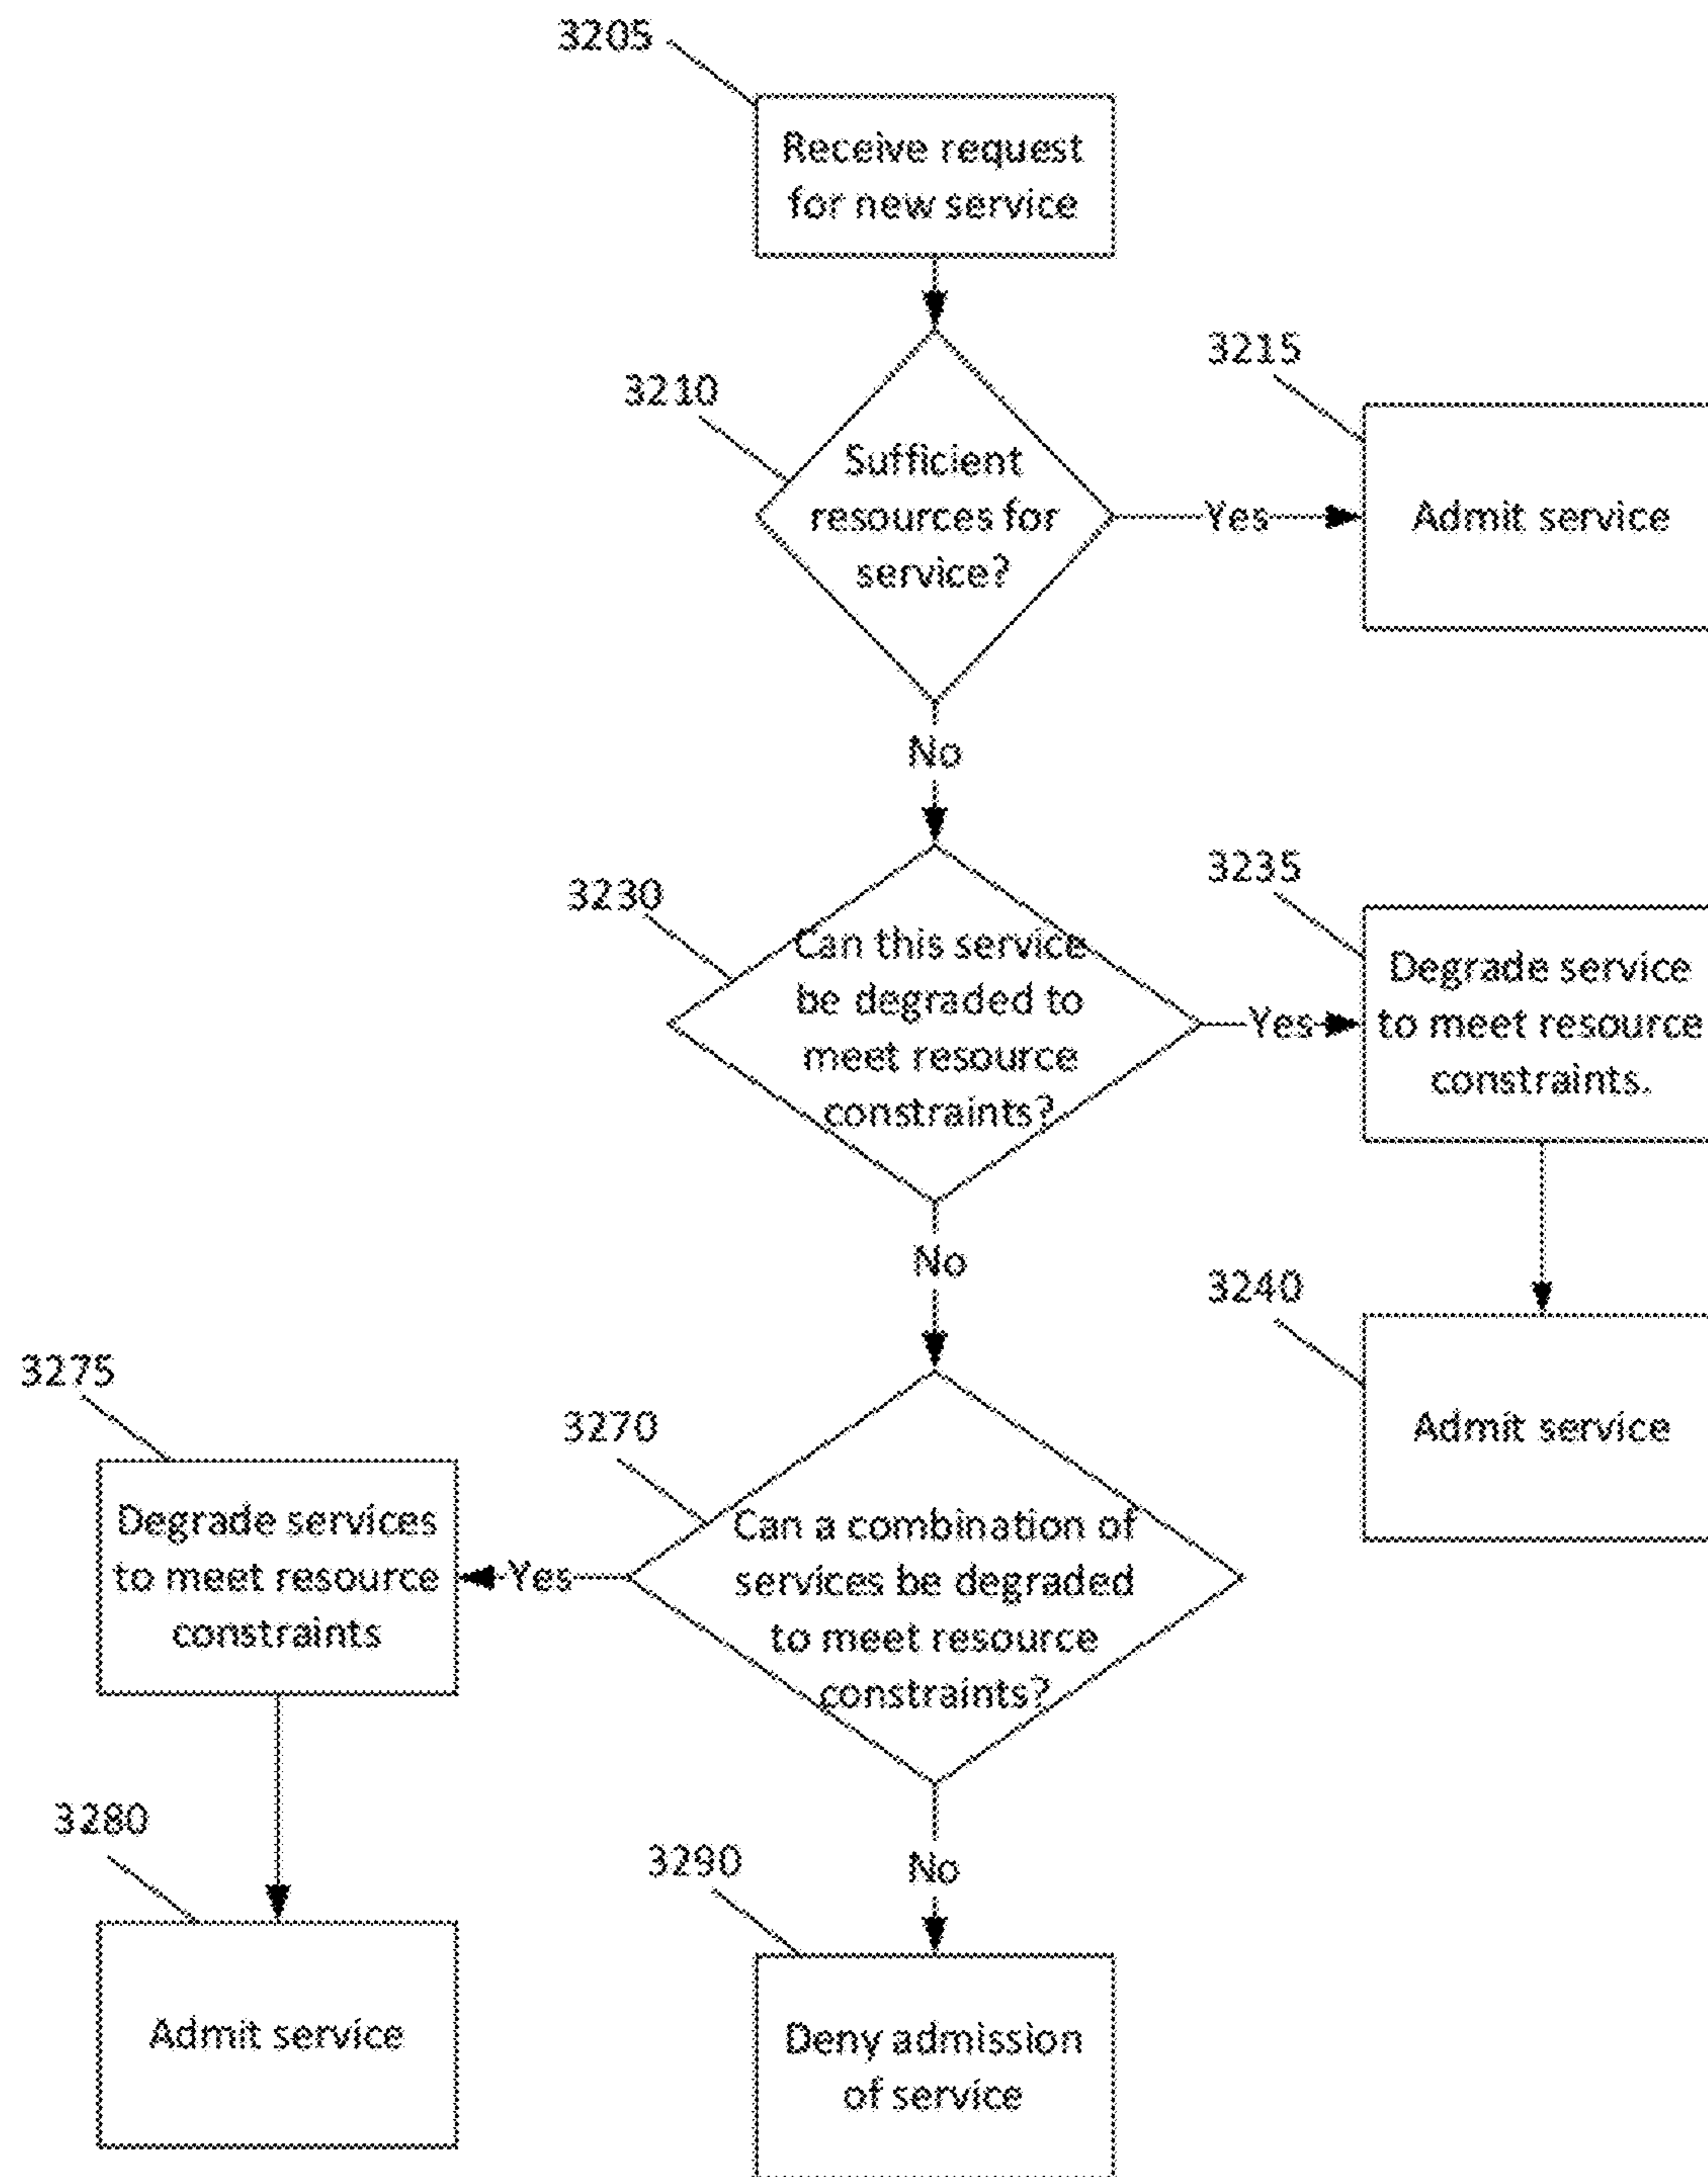 3205
Receive request
for new service
3210
Sufficient
resources for
service?
Yes
3215
Admit service
No
3230
Can this service
be degraded to
meet resource
constraints?
Yes
3235
Degrade service
to meet resource
constraints.
No
3240
Admit service
3270
Can a combination of
services be degraded
to meet resource
constraints?
Yes
3275
Degrade services
to meet resource
constraints
3280
Admit service
No
3290
Deny admission
of service